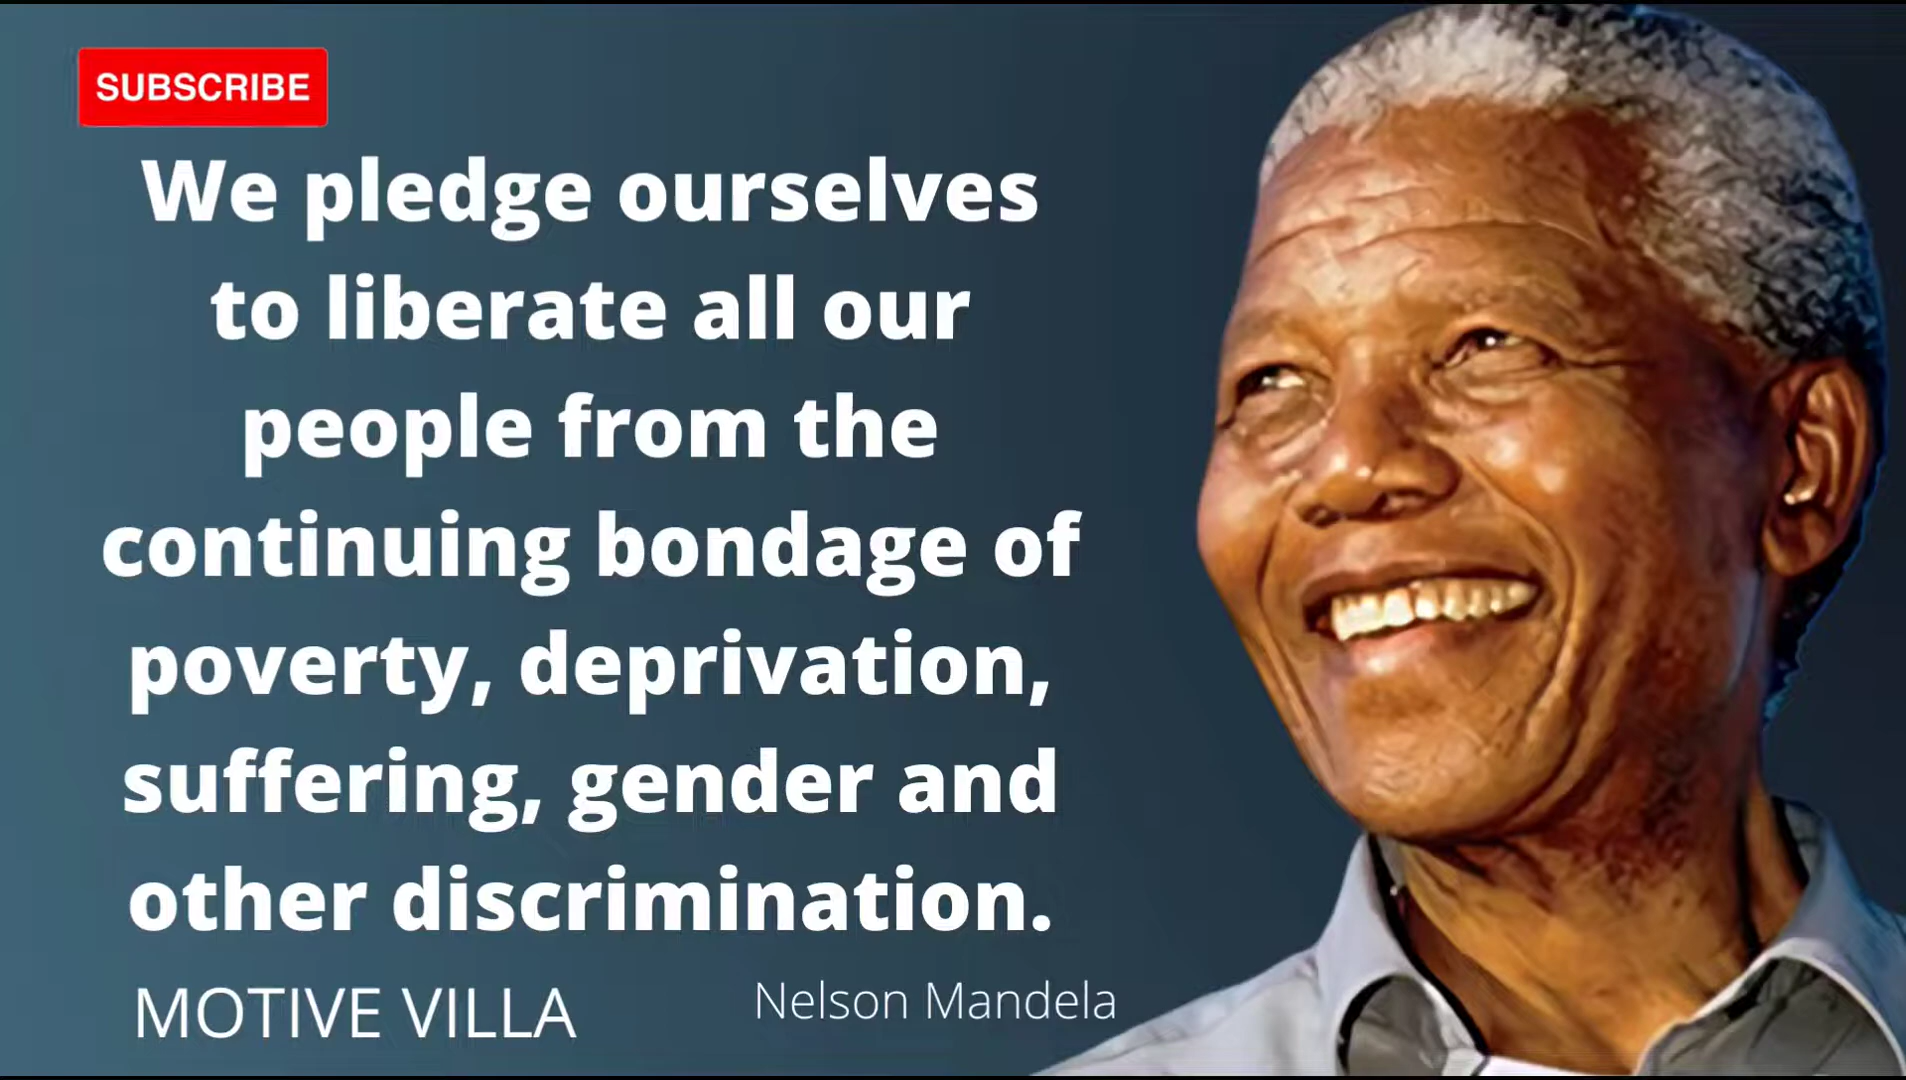 SUBSCRIBE
We pledge ourselves
to liberate all our
people from the
continuing bondage of
poverty, deprivation,
suffering, gender and
other discrimination.
MOTIVE VILLA
Nelson Mandela